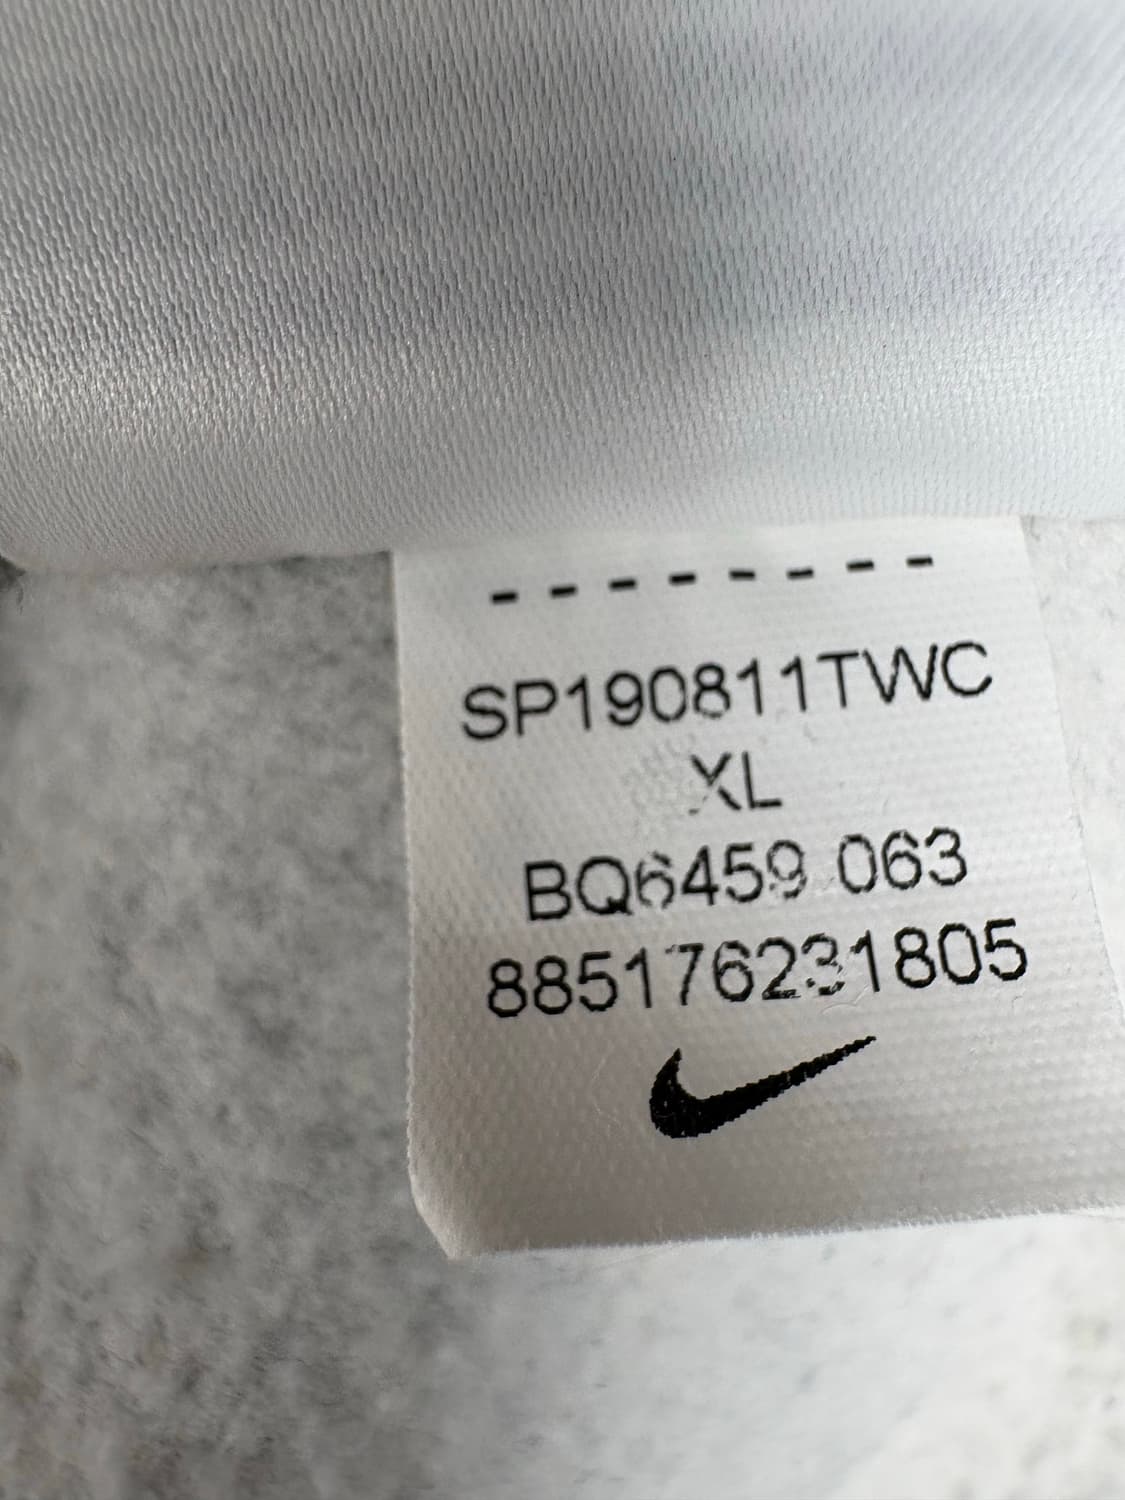 --------
SP190811TWC
XL
BQ6459 063
885176231805